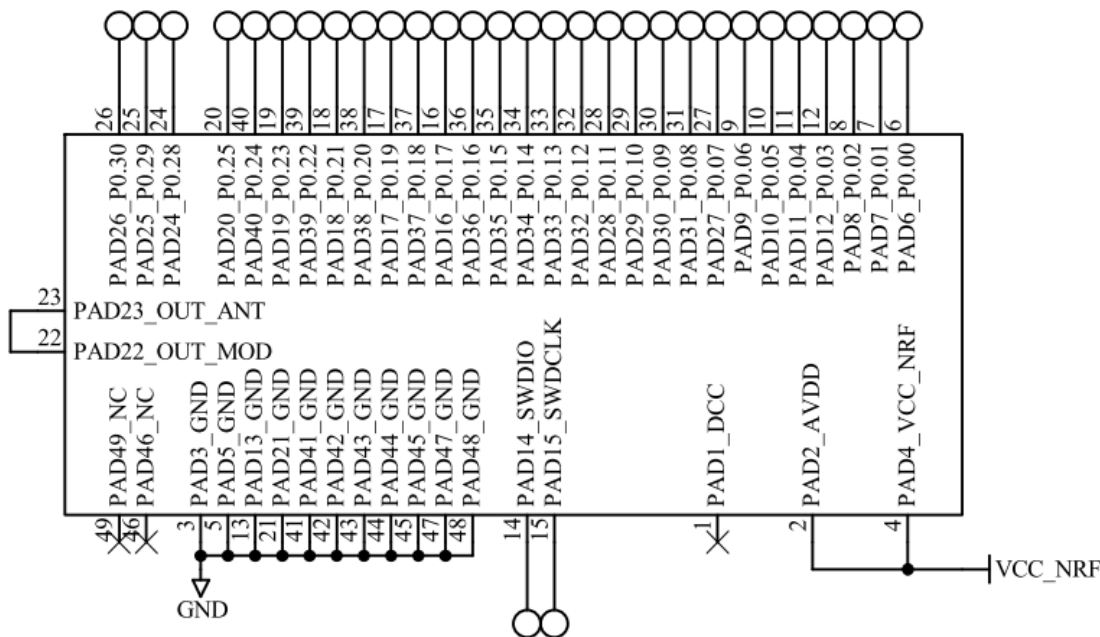 26 25 24 20 40 19 39 18 38 17 37 16 36 35 34 33 32 28 29 30 31 27 9 10 11 12 8 7 6
PAD26_P0.30
PAD25_P0.29
PAD24_P0.28
PAD20_P0.25
PAD40_P0.24
PAD19_P0.23
PAD39_P0.22
PAD18_P0.21
PAD38_P0.20
PAD17_P0.19
PAD37_P0.18
PAD16_P0.17
PAD36_P0.16
PAD35_P0.15
PAD34_P0.14
PAD33_P0.13
PAD32_P0.12
PAD28_P0.11
PAD29_P0.10
PAD30_P0.09
PAD31_P0.08
PAD27_P0.07
PAD9_P0.06
PAD10_P0.05
PAD11_P0.04
PAD12_P0.03
PAD8_P0.02
PAD7_P0.01
PAD6_P0.00
23 PAD23_OUT_ANT
22 PAD22_OUT_MOD
PAD49_NC
PAD46_NC
PAD3_GND
PAD5_GND
PAD13_GND
PAD21_GND
PAD41_GND
PAD42_GND
PAD43_GND
PAD44_GND
PAD45_GND
PAD47_GND
PAD48_GND
PAD14_SWDIO
PAD15_SWDCLK
PAD1_DCC
PAD2_AVDD
PAD4_VCC_NRF
49 46 3 5 13 21 41 42 43 44 45 47 48 14 15 1 2 4
VCC_NRF
GND